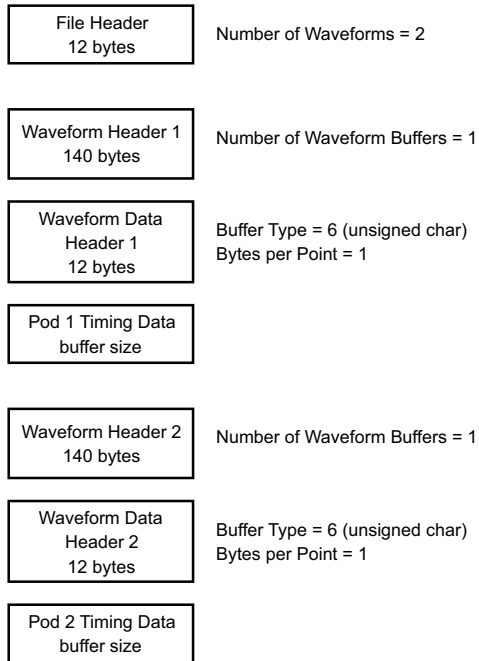 File Header
12 bytes
Number of Waveforms = 2
Waveform Header 1
140 bytes
Number of Waveform Buffers = 1
Waveform Data
Header 1
12 bytes
Buffer Type = 6 (unsigned char)
Bytes per Point = 1
Pod 1 Timing Data
buffer size
Waveform Header 2
140 bytes
Number of Waveform Buffers = 1
Waveform Data
Header 2
12 bytes
Buffer Type = 6 (unsigned char)
Bytes per Point = 1
Pod 2 Timing Data
buffer size